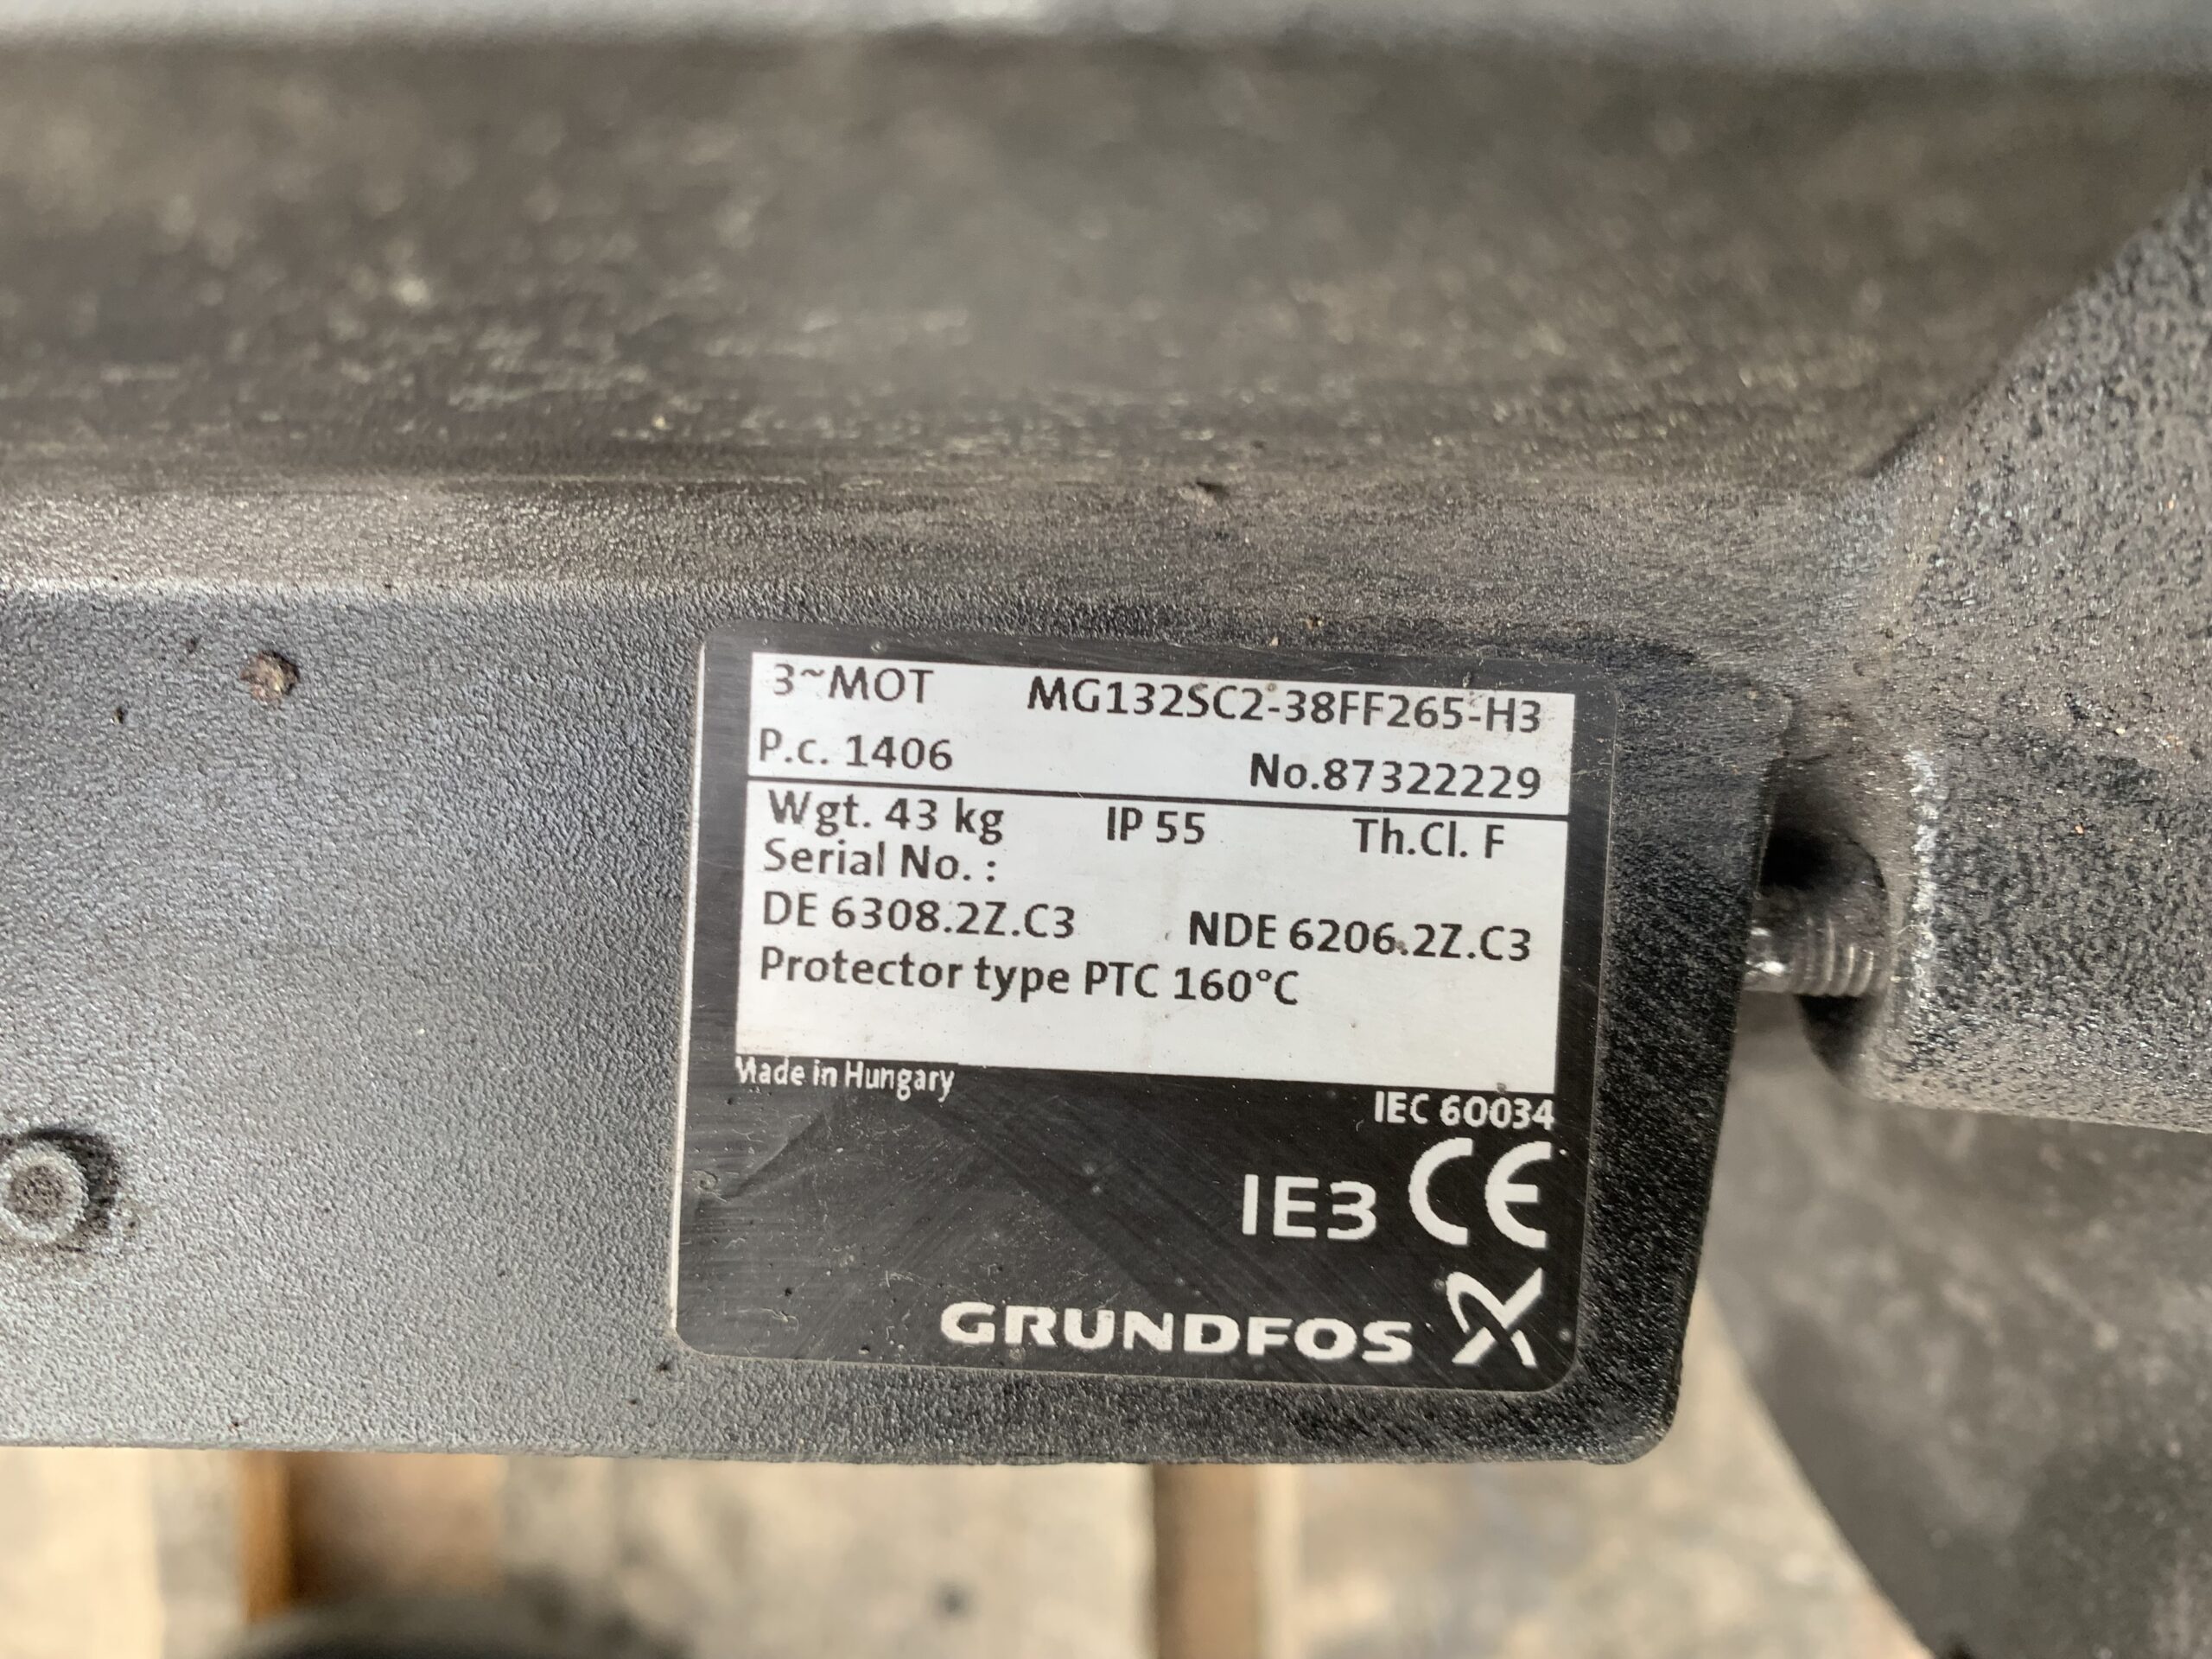 3~MOT MG132SC2-38FF265-H3
P.c. 1406 No.87322229
Wgt. 43 kg IP 55 Th.Cl. F
Serial No. :
DE 6308.2Z.C3 NDE 6206.2Z.C3
Protector type PTC 160°C
Made in Hungary
IEC 60034
IE3 CE
GRUNDFOS